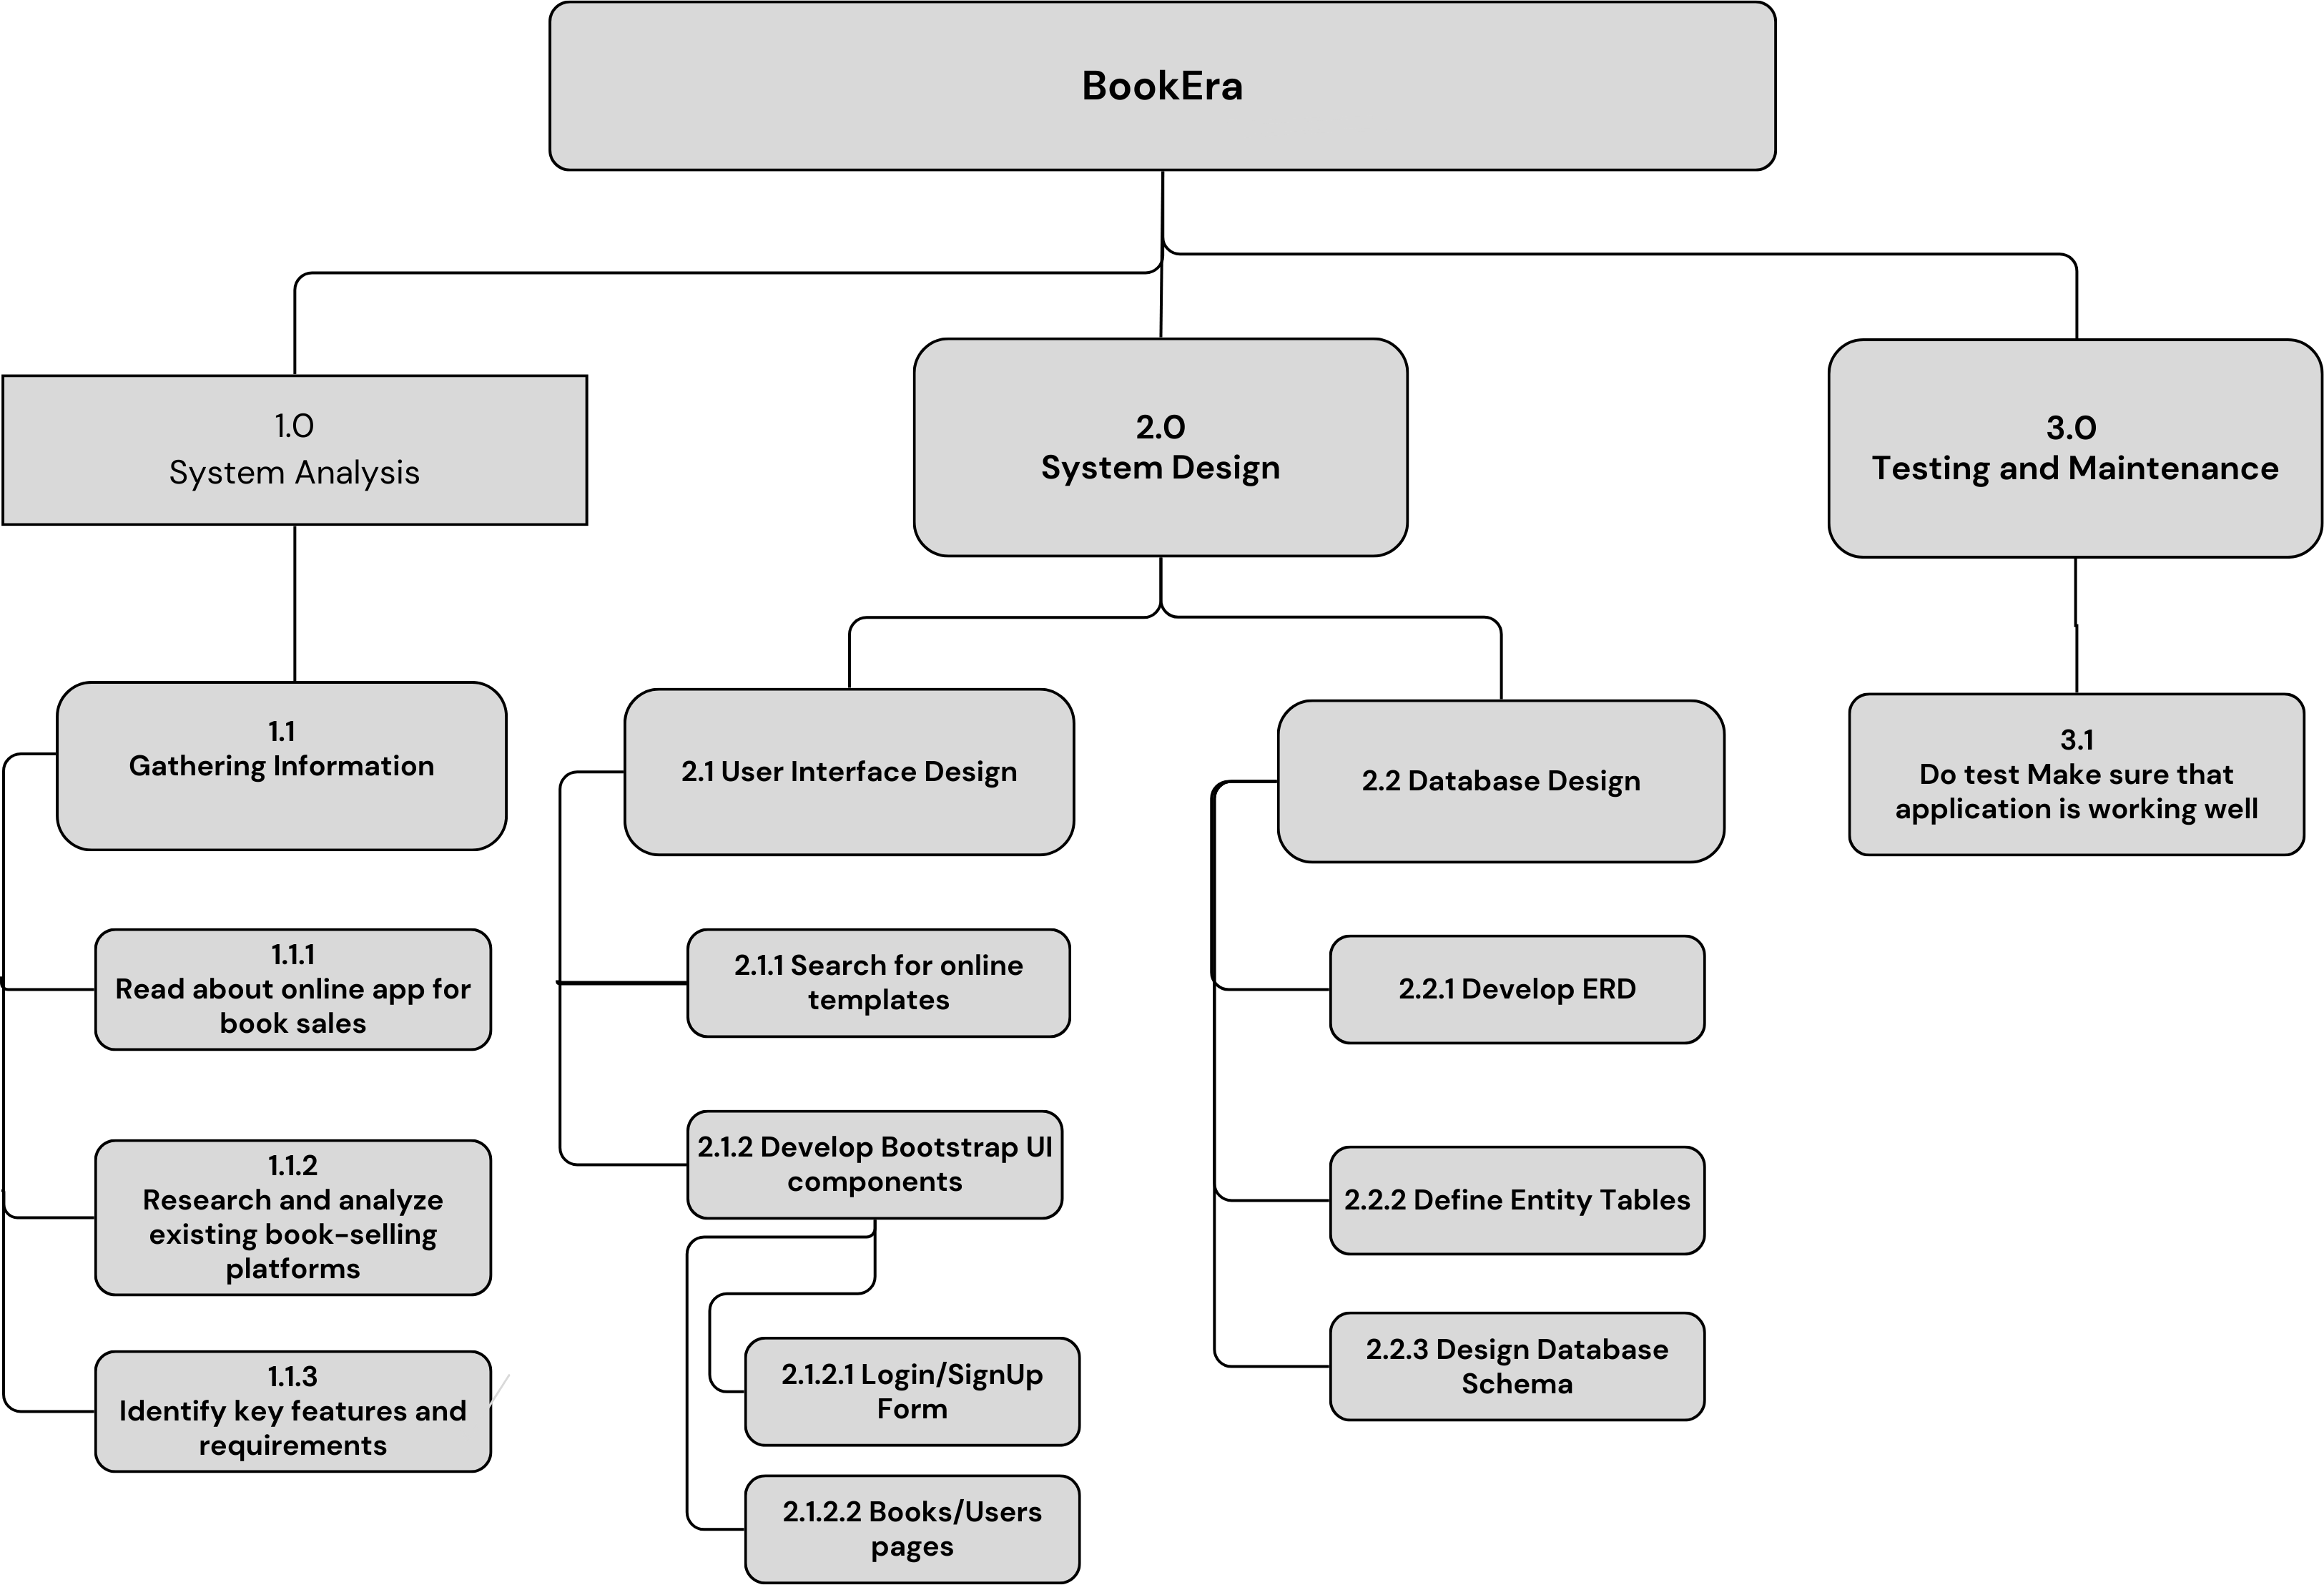 BookEra
1.0
System Analysis
2.0
System Design
3.0
Testing and Maintenance
1.1
Gathering Information
2.1 User Interface Design
2.2 Database Design
3.1
Do test Make sure that
application is working well
1.1.1
Read about online app for
book sales
2.1.1 Search for online
templates
2.2.1 Develop ERD
1.1.2
Research and analyze
existing book-selling
platforms
2.1.2 Develop Bootstrap UI
components
2.2.2 Define Entity Tables
1.1.3
Identify key features and
requirements
2.1.2.1 Login/SignUp
Form
2.2.3 Design Database
Schema
2.1.2.2 Books/Users
pages